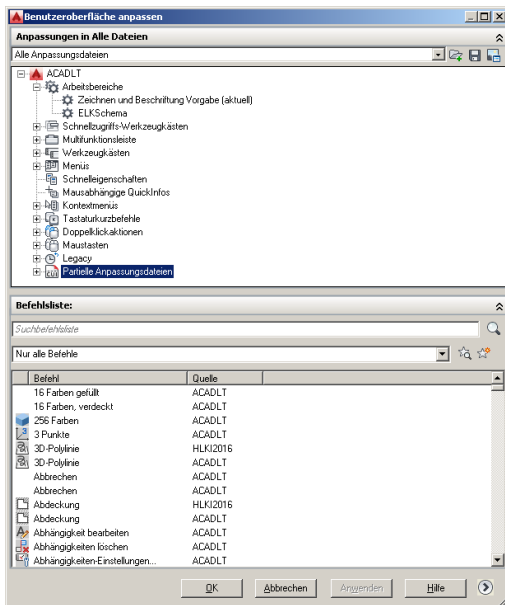 Benutzeroberfläche anpassen
Anpassungen in Alle Dateien
Alle Anpassungsdateien
ACADLT
Arbeitsbereiche
Zeichnen und Beschriftung Vorgabe (aktuell)
ELKSchema
Schnellzugriffs-Werkzeugkästen
Multifunktionsleiste
Werkzeugkästen
Menüs
Schnelleigenschaften
Mausabhängige QuickInfos
Kontextmenüs
Tastaturkurzbefehle
Doppelklickaktionen
Maustasten
Legacy
Partielle Anpassungsdateien
Befehlsliste:
Suchbefehlsliste
Nur alle Befehle
Befehl Quelle
16 Farben gefüllt ACADLT
16 Farben, verdeckt ACADLT
256 Farben ACADLT
3 Punkte ACADLT
3D-Polylinie HLKI2016
3D-Polylinie ACADLT
Abbrechen ACADLT
Abbrechen ACADLT
Abdeckung HLKI2016
Abdeckung ACADLT
Abhängigkeit bearbeiten ACADLT
Abhängigkeiten löschen ACADLT
Abhängigkeiten-Einstellungen... ACADLT
OK Abbrechen Anwenden Hilfe